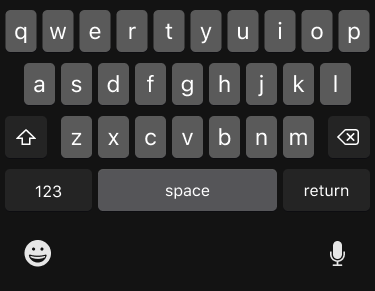 q w e r t y u i o p
a s d f g h j k l
z x c v b n m
123 space return